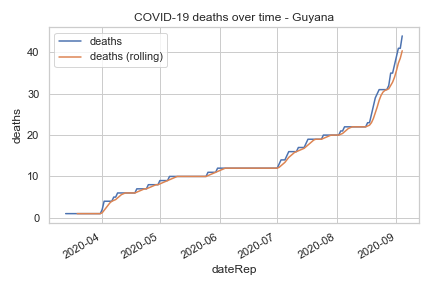 COVID-19 deaths over time - Guyana
deaths
deaths (rolling)
40
30
20
10
0
deaths
2020-04
2020-05
2020-06
2020-07
2020-08
2020-09
dateRep